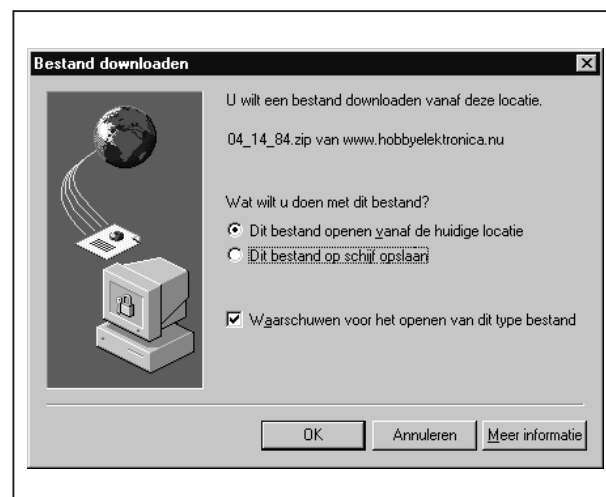 Bestand downloaden
U wilt een bestand downloaden vanaf deze locatie.
04_14_84.zip van www.hobbyelektronica.nu
Wat wilt u doen met dit bestand?
Dit bestand openen vanaf de huidige locatie
Dit bestand op schijf opslaan
Waarschuwen voor het openen van dit type bestand
OK
Annuleren
Meer informatie